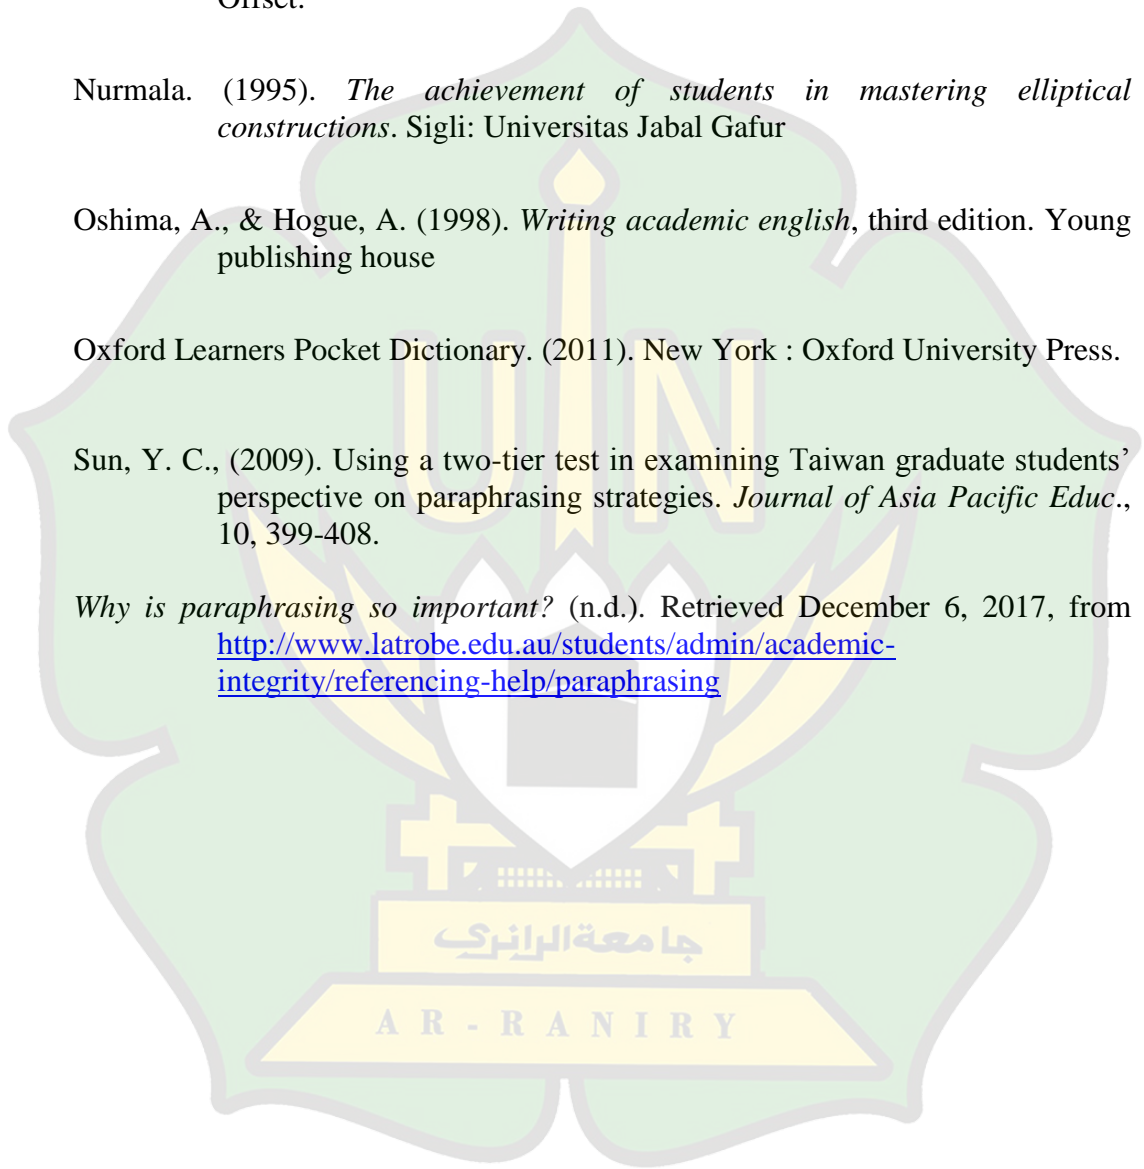 Offset.
Nurmala. (1995). The achievement of students in mastering elliptical
constructions. Sigli: Universitas Jabal Gafur
Oshima, A., & Hogue, A. (1998). Writing academic english, third edition. Young
publishing house
Oxford Learners Pocket Dictionary. (2011). New York : Oxford University Press.
Sun, Y. C., (2009). Using a two-tier test in examining Taiwan graduate students’
perspective on paraphrasing strategies. Journal of Asia Pacific Educ.,
10, 399-408.
Why is paraphrasing so important? (n.d.). Retrieved December 6, 2017, from
http://www.latrobe.edu.au/students/admin/academic-
integrity/referencing-help/paraphrasing
UIN
جامعةالرانري
AR-RANIRY